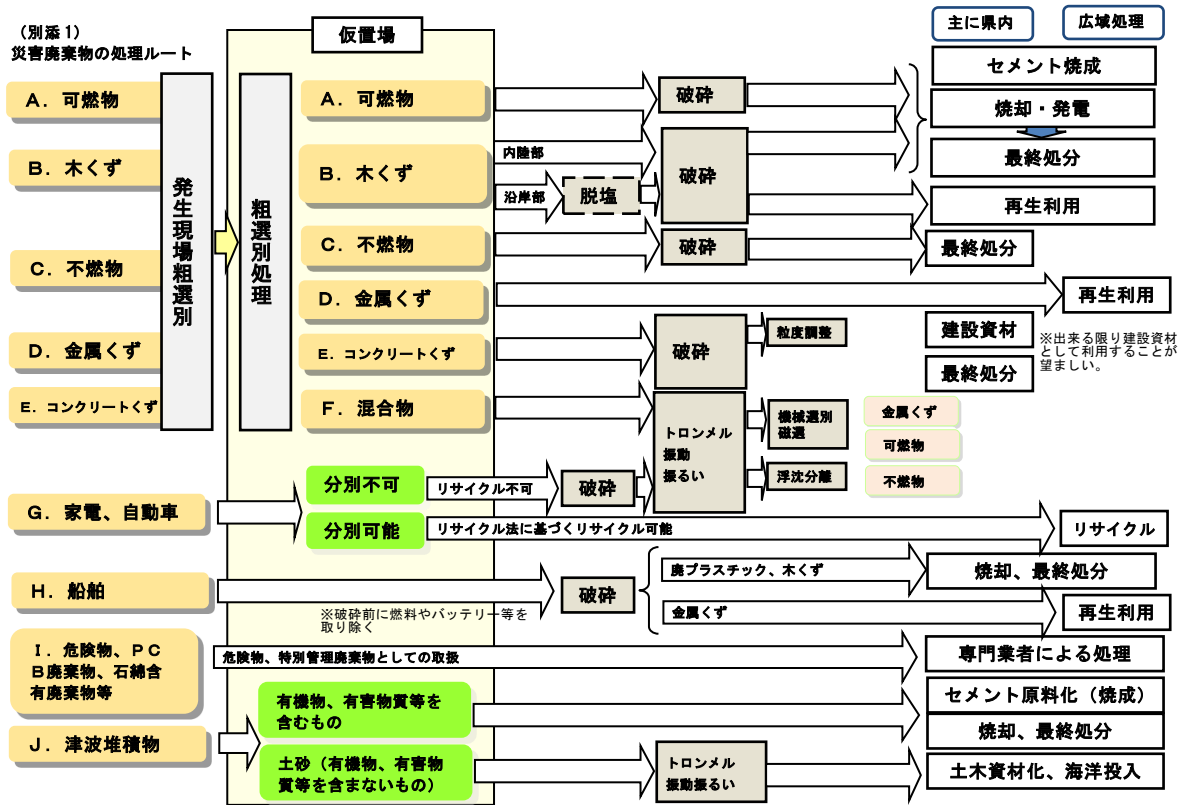 (別添1)
災害廃棄物の処理ルート
仮置場
主に県内
広域処理
A. 可燃物
B. 木くず
C. 不燃物
D. 金属くず
E. コンクリートくず
発生現場粗選別
粗選別処理
A. 可燃物
B. 木くず
C. 不燃物
D. 金属くず
E. コンクリートくず
F. 混合物
内陸部
沿岸部
脱塩
破砕
破砕
破砕
破砕
セメント焼成
焼却・発電
最終処分
再生利用
最終処分
再生利用
粒度調整
建設資材
最終処分
※出来る限り建設資材
として利用することが
望ましい。
トロンメル
振動
振るい
機械選別
磁選
浮沈分離
金属くず
可燃物
不燃物
G. 家電、自動車
分別不可
リサイクル不可
破砕
分別可能
リサイクル法に基づくリサイクル可能
リサイクル
H. 船舶
※破砕前に燃料やバッテリー等を
取り除く
破砕
廃プラスチック、木くず
焼却、最終処分
金属くず
再生利用
I. 危険物、PC
B廃棄物、石綿含
有廃棄物等
危険物、特別管理廃棄物としての取扱
専門業者による処理
J. 津波堆積物
有機物、有害物質等を
含むもの
セメント原料化(焼成)
焼却、最終処分
土砂(有機物、有害物
質等を含まないもの)
トロンメル
振動振るい
土木資材化、海洋投入